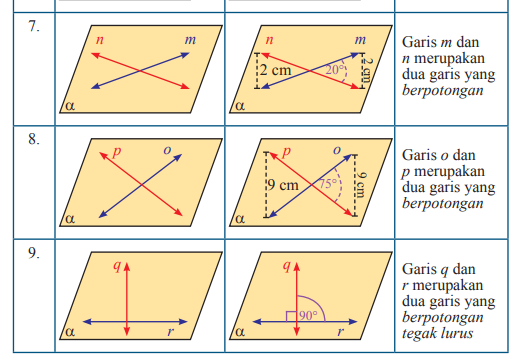 7.
n
m
α
n
m
2 cm
20°
2 cm
α
Garis m dan
n merupakan
dua garis yang
berpotongan
8.
p
o
α
p
o
9 cm
75°
9 cm
α
Garis o dan
p merupakan
dua garis yang
berpotongan
9.
q
r
α
q
90°
r
α
Garis q dan
r merupakan
dua garis yang
berpotongan
tegak lurus